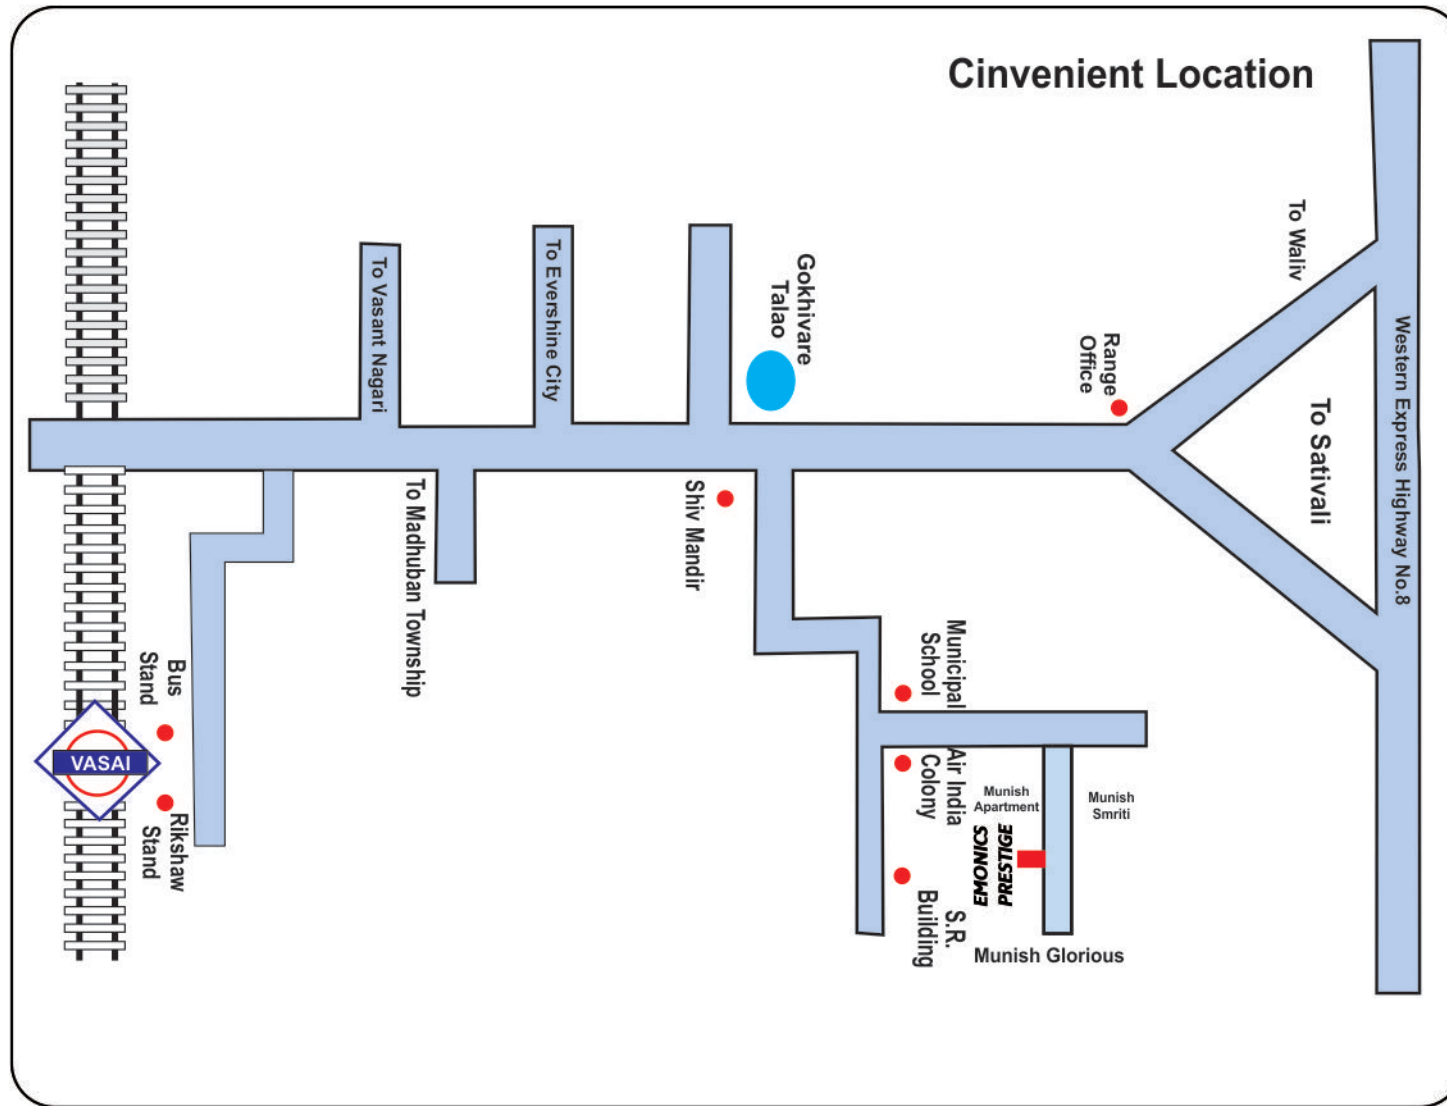 Cinvenient Location
To Waliv
Western Express Highway No.8
To Vasant Nagari
To Evershine City
Gokhivare
Talao
Range
Office
To Sativali
To Madhuban Township
Shiv Mandir
Municipal
School
Bus
Stand
VASAI
Rikshaw
Stand
Air India
Colony
Munish
Apartment
Munish
Smriti
PRESTIGE
EMONICS
S.R.
Building
Munish Glorious